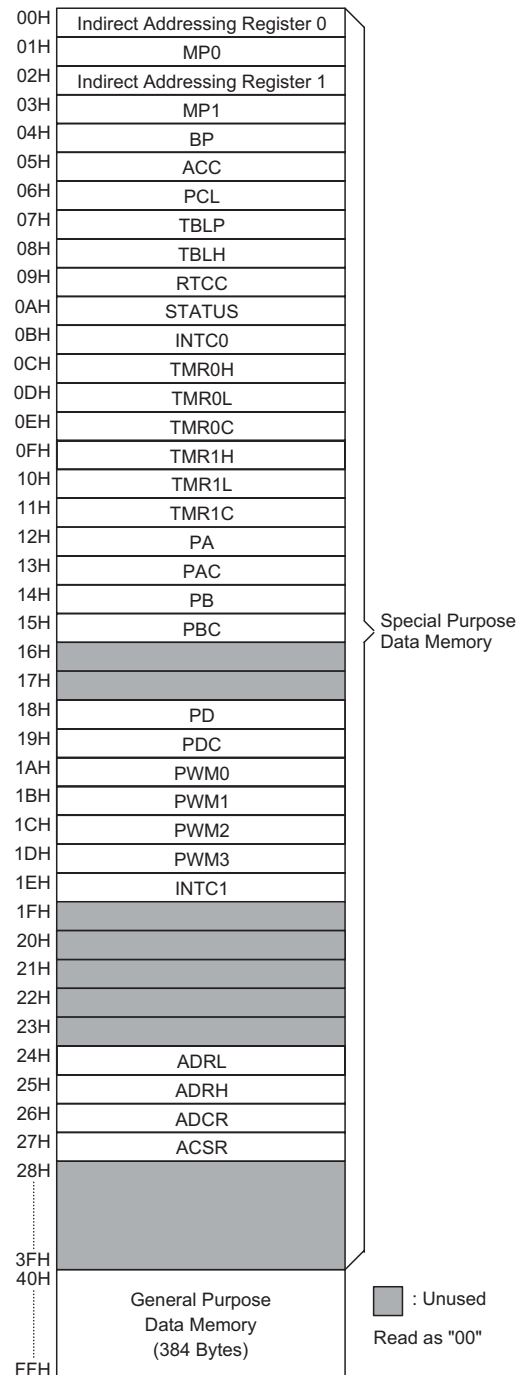 00H Indirect Addressing Register 0
01H MP0
02H Indirect Addressing Register 1
03H MP1
04H BP
05H ACC
06H PCL
07H TBLP
08H TBLH
09H RTCC
0AH STATUS
0BH INTC0
0CH TMR0H
0DH TMR0L
0EH TMR0C
0FH TMR1H
10H TMR1L
11H TMR1C
12H PA
13H PAC
14H PB
15H PBC
Special Purpose
Data Memory
16H
17H
18H PD
19H PDC
1AH PWM0
1BH PWM1
1CH PWM2
1DH PWM3
1EH INTC1
1FH
20H
21H
22H
23H
24H ADRL
25H ADRH
26H ADCR
27H ACSR
28H
3FH
40H
General Purpose
Data Memory
(384 Bytes)
FFH
: Unused
Read as "00"